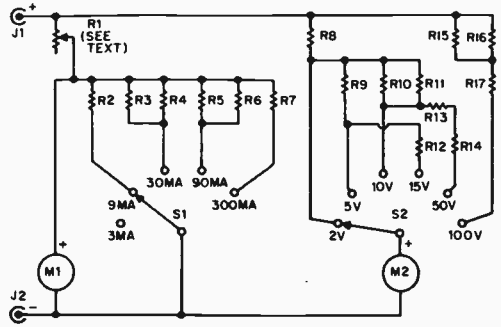 +
J1
R1
(SEE
TEXT)
R8
R15
R16
R2
R3
R4
R5
R6
R7
R9
R10
R11
R17
R13
R12
R14
30MA
90MA
9MA
300MA
3MA
S1
10V
15V
5V
50V
2V
S2
100V
+
M1
+
M2
J2
−